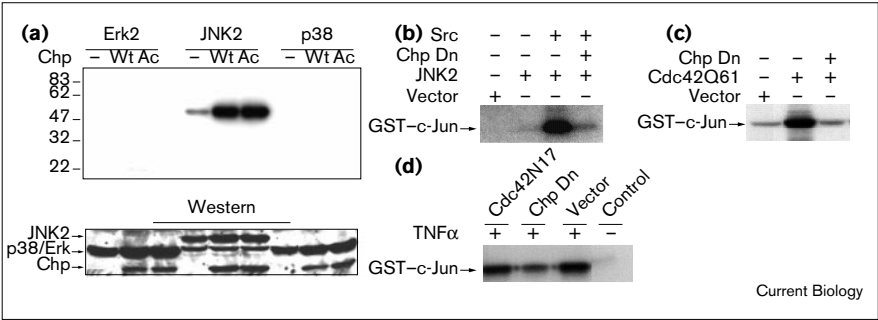 (a)
Erk2 JNK2 p38
Chp – Wt Ac – Wt Ac – Wt Ac
83
62
47
32
22
Western
JNK2
p38/Erk
Chp
(b)
Src – – + +
Chp Dn – – – +
JNK2 – + + +
Vector + – – –
GST–c-Jun
(c)
Chp Dn – – +
Cdc42Q61 – + +
Vector + – –
GST–c-Jun
(d)
Cdc42N17 Chp Dn Vector Control
TNFα + + + –
GST–c-Jun
Current Biology